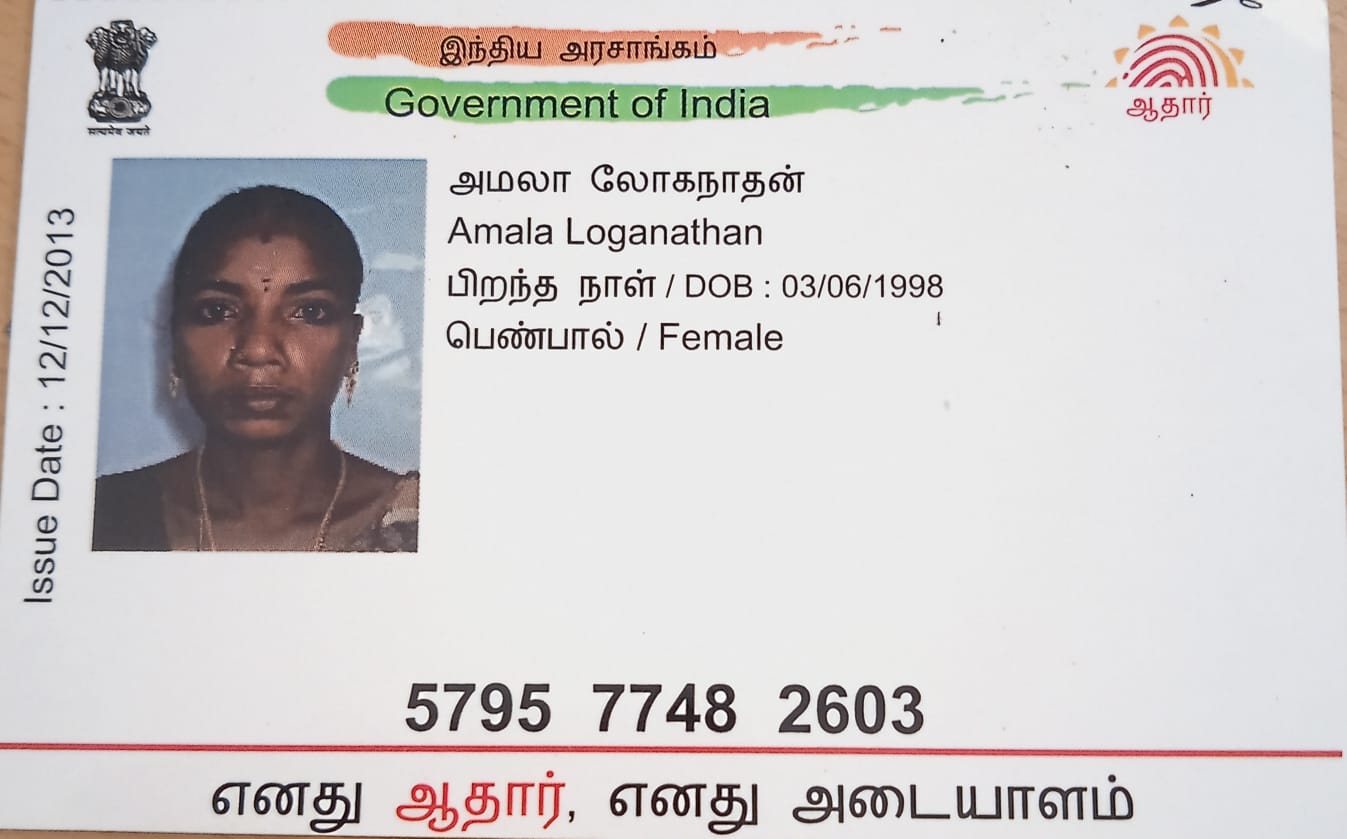 இந்திய அரசாங்கம்
Government of India
ஆதார்
सत्यमेव जयते
Issue Date : 12/12/2013
அமலா லோகநாதன்
Amala Loganathan
பிறந்த நாள் / DOB : 03/06/1998
பெண்பால் / Female
5795 7748 2603
எனது ஆதார், எனது அடையாளம்